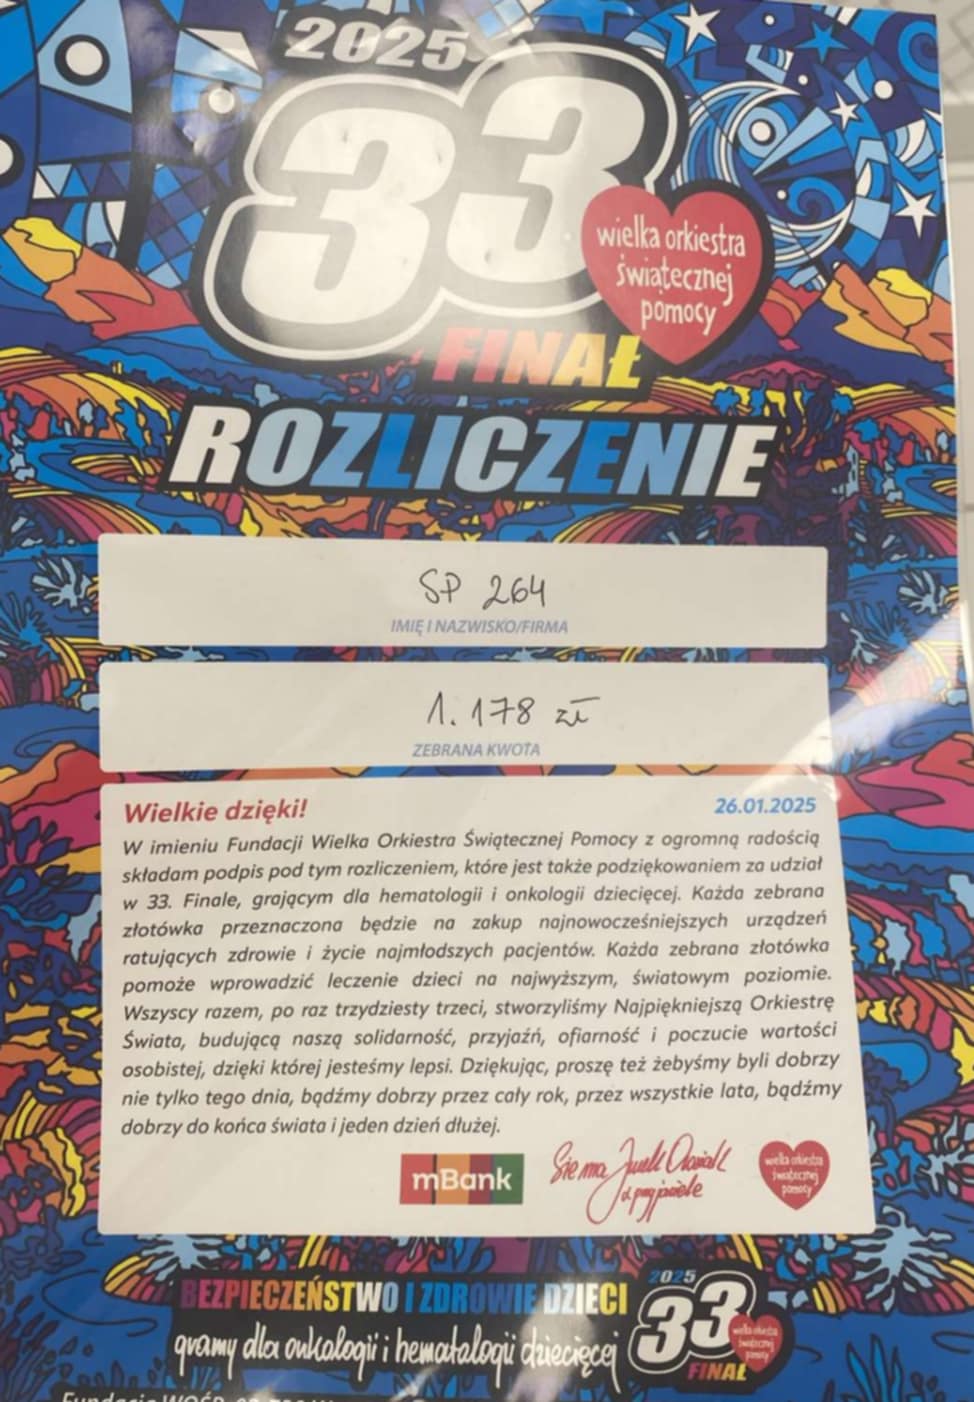 2025
33
wielka orkiestra
świątecznej
pomocy
FINAŁ
ROZLICZENIE
SP 264
IMIĘ I NAZWISKO/FIRMA
1.178 zł
ZEBRANA KWOTA
Wielkie dzięki!
26.01.2025
W imieniu Fundacji Wielka Orkiestra Świątecznej Pomocy z ogromną radością
składam podpis pod tym rozliczeniem, które jest także podziękowaniem za udział
w 33. Finale, grającym dla hematologii i onkologii dziecięcej. Każda zebrana
złotówka przeznaczona będzie na zakup najnowocześniejszych urządzeń
ratujących zdrowie i życie najmłodszych pacjentów. Każda zebrana złotówka
pomoże wprowadzić leczenie dzieci na najwyższym, światowym poziomie.
Wszyscy razem, po raz trzydziesty trzeci, stworzyliśmy Najpiękniejszą Orkiestrę
Świata, budującą naszą solidarność, przyjaźń, ofiarność i poczucie wartości
osobistej, dzięki której jesteśmy lepsi. Dziękując, proszę też żebyśmy byli dobrzy
nie tylko tego dnia, bądźmy dobrzy przez cały rok, przez wszystkie lata, bądźmy
dobrzy do końca świata i jeden dzień dłużej.
mBank
Sie ma Jurek Owsiak
z przyjaciele
wielka orkiestra
świątecznej
pomocy
BEZPIECZEŃSTWO I ZDROWIE DZIECI
gramy dla onkologii i hematologii dziecięcej
2025
33
wielka orkiestra
świątecznej
pomocy
FINAŁ
Fundacja WOŚP